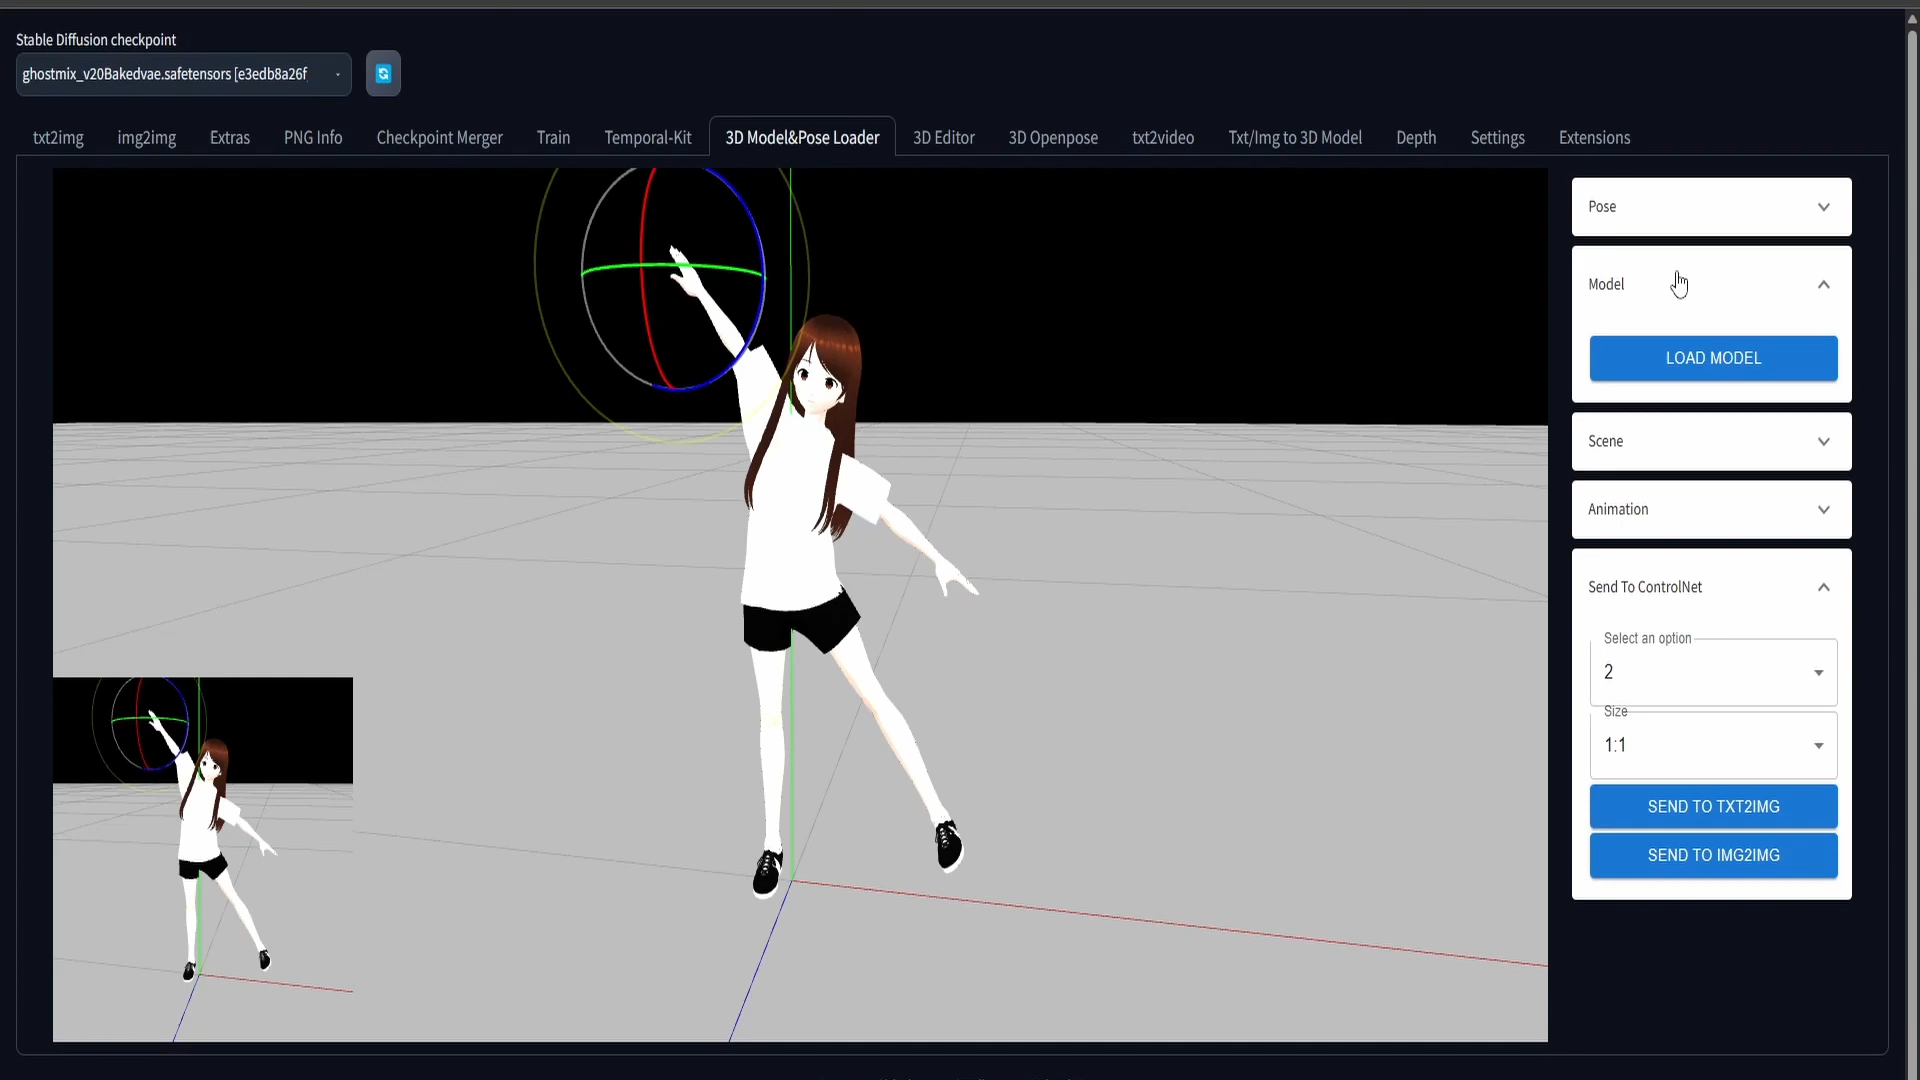 Stable Diffusion checkpoint
ghostmix_v20Bakedvae.safetensors [e3edb8a26f
txt2img img2img Extras PNG Info Checkpoint Merger Train Temporal-Kit 3D Model&Pose Loader 3D Editor 3D Openpose txt2video Txt/Img to 3D Model Depth Settings Extensions
Pose
Model
LOAD MODEL
Scene
Animation
Send To ControlNet
Select an option
2
Size
1:1
SEND TO TXT2IMG
SEND TO IMG2IMG